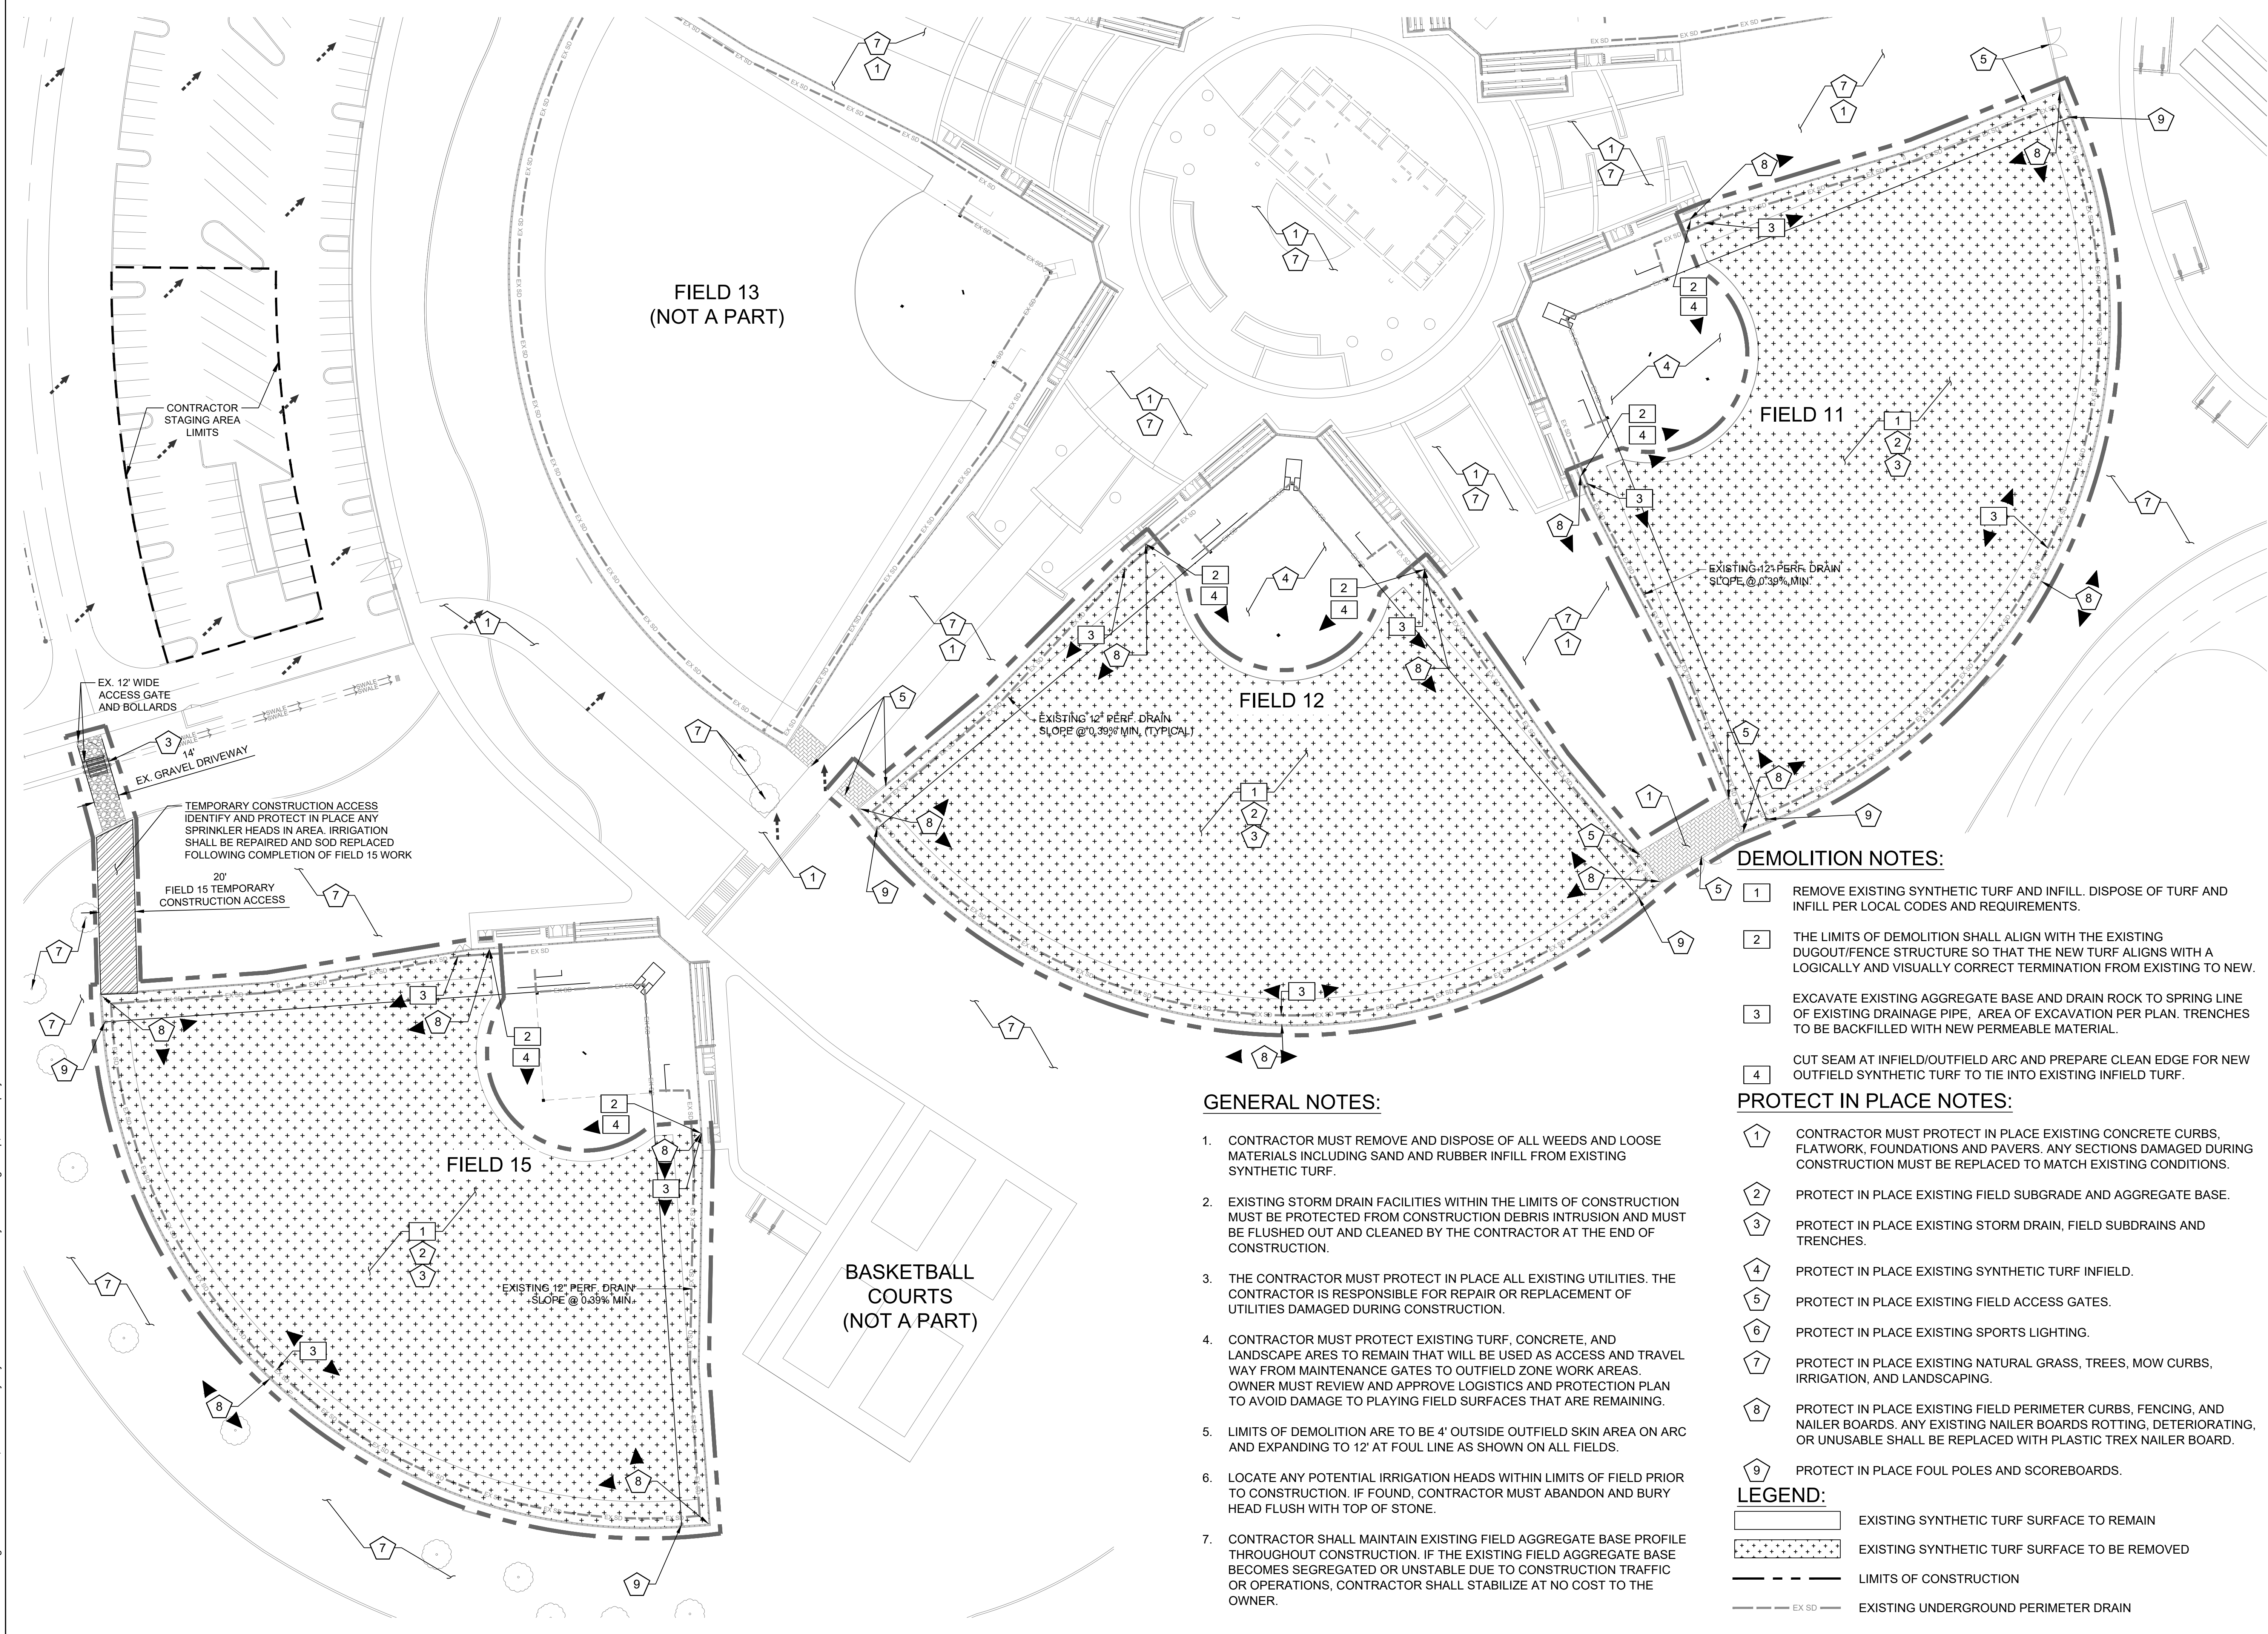 FIELD 13
(NOT A PART)
CONTRACTOR
STAGING AREA
LIMITS
EX. 12' WIDE
ACCESS GATE
AND BOLLARDS
SWALE
SWALE
14'
EX. GRAVEL DRIVEWAY
TEMPORARY CONSTRUCTION ACCESS
IDENTIFY AND PROTECT IN PLACE ANY
SPRINKLER HEADS IN AREA. IRRIGATION
SHALL BE REPAIRED AND SOD REPLACED
FOLLOWING COMPLETION OF FIELD 15 WORK
20'
FIELD 15 TEMPORARY
CONSTRUCTION ACCESS
FIELD 11
EXISTING 12" PERF. DRAIN
SLOPE @ 0.39% MIN.
FIELD 12
EXISTING 12" PERF. DRAIN
SLOPE @ 0.39% MIN. (TYPICAL)
FIELD 15
EXISTING 12" PERF. DRAIN
SLOPE @ 0.39% MIN.
BASKETBALL
COURTS
(NOT A PART)
EX SD
GENERAL NOTES:
1. CONTRACTOR MUST REMOVE AND DISPOSE OF ALL WEEDS AND LOOSE
MATERIALS INCLUDING SAND AND RUBBER INFILL FROM EXISTING
SYNTHETIC TURF.
2. EXISTING STORM DRAIN FACILITIES WITHIN THE LIMITS OF CONSTRUCTION
MUST BE PROTECTED FROM CONSTRUCTION DEBRIS INTRUSION AND MUST
BE FLUSHED OUT AND CLEANED BY THE CONTRACTOR AT THE END OF
CONSTRUCTION.
3. THE CONTRACTOR MUST PROTECT IN PLACE ALL EXISTING UTILITIES. THE
CONTRACTOR IS RESPONSIBLE FOR REPAIR OR REPLACEMENT OF
UTILITIES DAMAGED DURING CONSTRUCTION.
4. CONTRACTOR MUST PROTECT EXISTING TURF, CONCRETE, AND
LANDSCAPE ARES TO REMAIN THAT WILL BE USED AS ACCESS AND TRAVEL
WAY FROM MAINTENANCE GATES TO OUTFIELD ZONE WORK AREAS.
OWNER MUST REVIEW AND APPROVE LOGISTICS AND PROTECTION PLAN
TO AVOID DAMAGE TO PLAYING FIELD SURFACES THAT ARE REMAINING.
5. LIMITS OF DEMOLITION ARE TO BE 4' OUTSIDE OUTFIELD SKIN AREA ON ARC
AND EXPANDING TO 12' AT FOUL LINE AS SHOWN ON ALL FIELDS.
6. LOCATE ANY POTENTIAL IRRIGATION HEADS WITHIN LIMITS OF FIELD PRIOR
TO CONSTRUCTION. IF FOUND, CONTRACTOR MUST ABANDON AND BURY
HEAD FLUSH WITH TOP OF STONE.
7. CONTRACTOR SHALL MAINTAIN EXISTING FIELD AGGREGATE BASE PROFILE
THROUGHOUT CONSTRUCTION. IF THE EXISTING FIELD AGGREGATE BASE
BECOMES SEGREGATED OR UNSTABLE DUE TO CONSTRUCTION TRAFFIC
OR OPERATIONS, CONTRACTOR SHALL STABILIZE AT NO COST TO THE
OWNER.
DEMOLITION NOTES:
1 REMOVE EXISTING SYNTHETIC TURF AND INFILL. DISPOSE OF TURF AND
INFILL PER LOCAL CODES AND REQUIREMENTS.
2 THE LIMITS OF DEMOLITION SHALL ALIGN WITH THE EXISTING
DUGOUT/FENCE STRUCTURE SO THAT THE NEW TURF ALIGNS WITH A
LOGICALLY AND VISUALLY CORRECT TERMINATION FROM EXISTING TO NEW.
3 EXCAVATE EXISTING AGGREGATE BASE AND DRAIN ROCK TO SPRING LINE
OF EXISTING DRAINAGE PIPE, AREA OF EXCAVATION PER PLAN. TRENCHES
TO BE BACKFILLED WITH NEW PERMEABLE MATERIAL.
4 CUT SEAM AT INFIELD/OUTFIELD ARC AND PREPARE CLEAN EDGE FOR NEW
OUTFIELD SYNTHETIC TURF TO TIE INTO EXISTING INFIELD TURF.
PROTECT IN PLACE NOTES:
1 CONTRACTOR MUST PROTECT IN PLACE EXISTING CONCRETE CURBS,
FLATWORK, FOUNDATIONS AND PAVERS. ANY SECTIONS DAMAGED DURING
CONSTRUCTION MUST BE REPLACED TO MATCH EXISTING CONDITIONS.
2 PROTECT IN PLACE EXISTING FIELD SUBGRADE AND AGGREGATE BASE.
3 PROTECT IN PLACE EXISTING STORM DRAIN, FIELD SUBDRAINS AND
TRENCHES.
4 PROTECT IN PLACE EXISTING SYNTHETIC TURF INFIELD.
5 PROTECT IN PLACE EXISTING FIELD ACCESS GATES.
6 PROTECT IN PLACE EXISTING SPORTS LIGHTING.
7 PROTECT IN PLACE EXISTING NATURAL GRASS, TREES, MOW CURBS,
IRRIGATION, AND LANDSCAPING.
8 PROTECT IN PLACE EXISTING FIELD PERIMETER CURBS, FENCING, AND
NAILER BOARDS. ANY EXISTING NAILER BOARDS ROTTING, DETERIORATING,
OR UNUSABLE SHALL BE REPLACED WITH PLASTIC TREX NAILER BOARD.
9 PROTECT IN PLACE FOUL POLES AND SCOREBOARDS.
LEGEND:
EXISTING SYNTHETIC TURF SURFACE TO REMAIN
EXISTING SYNTHETIC TURF SURFACE TO BE REMOVED
LIMITS OF CONSTRUCTION
EX SD EXISTING UNDERGROUND PERIMETER DRAIN